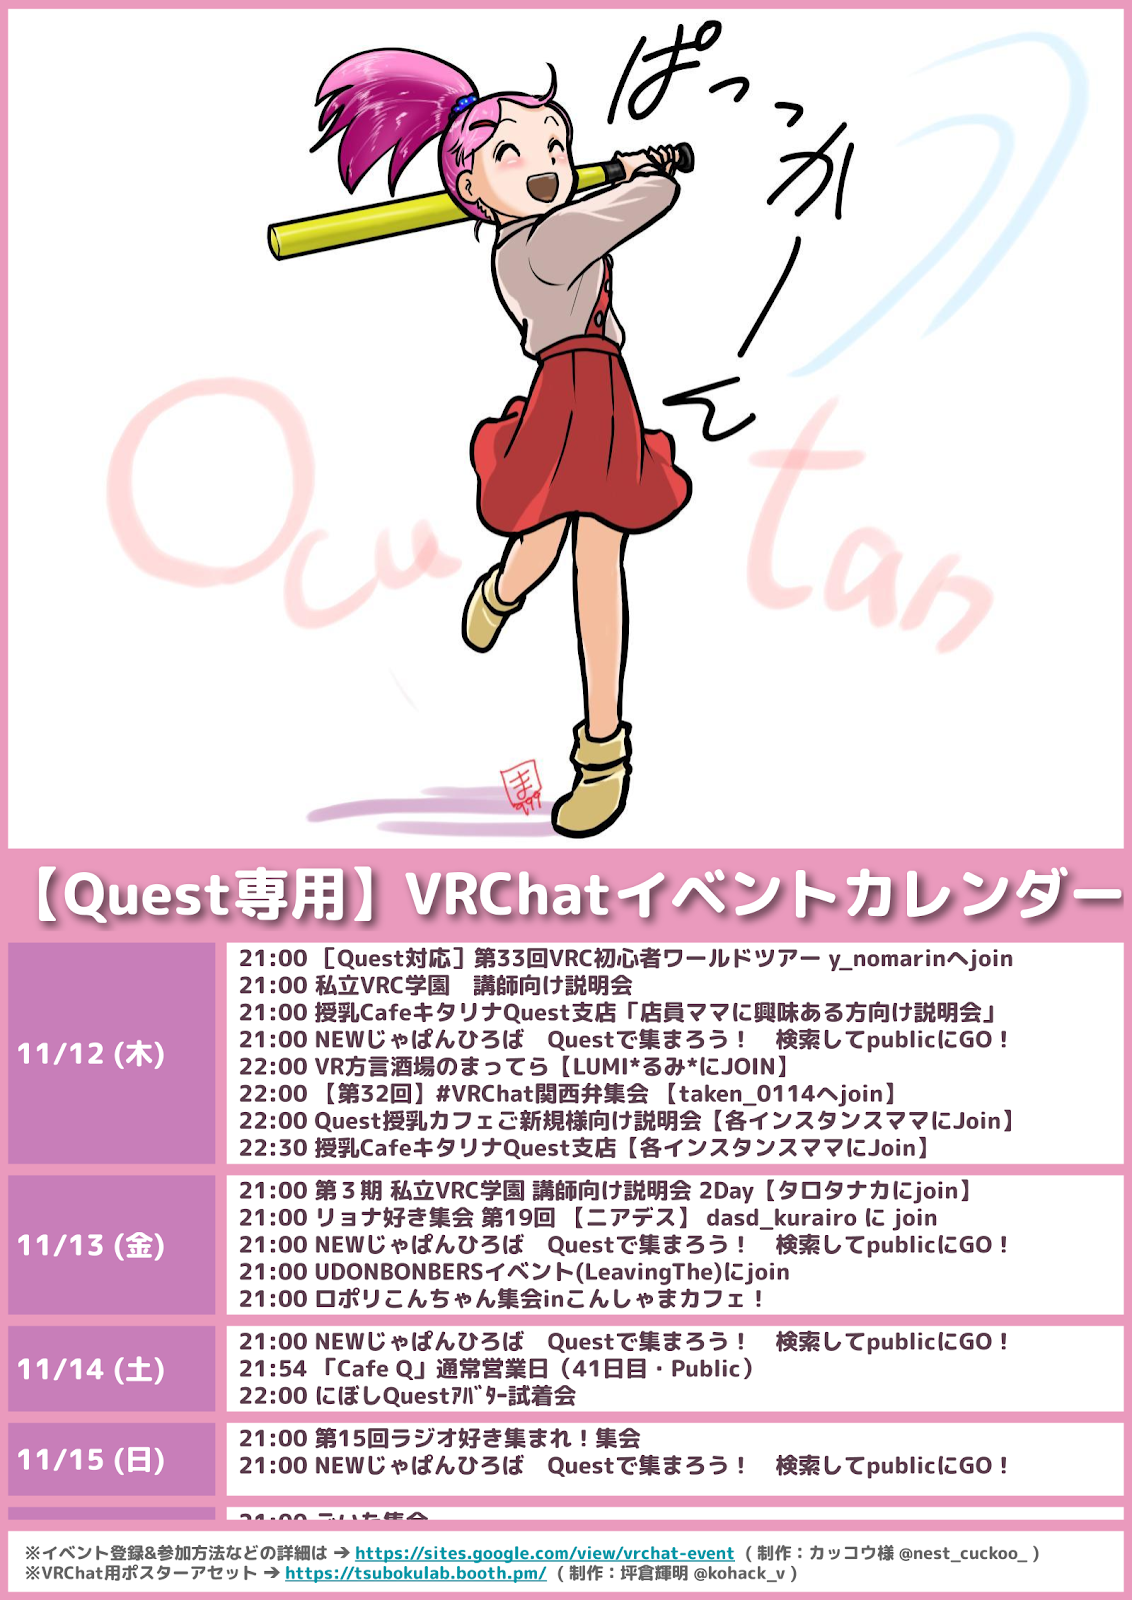 ぱっっかーん
Ocu tan
ま
999
【Quest専用】VRChatイベントカレンダー
11/12 (木)
21:00 [Quest対応] 第33回VRC初心者ワールドツアー y_nomarinへjoin
21:00 私立VRC学園　講師向け説明会
21:00 授乳CafeキタリナQuest支店「店員ママに興味ある方向け説明会」
21:00 NEWじゃぱんひろば　Questで集まろう！　検索してpublicにGO！
22:00 VR方言酒場のまってら【LUMI*るみ*にJOIN】
22:00 【第32回】#VRChat関西弁集会 【taken_0114へjoin】
22:00 Quest授乳カフェご新規様向け説明会【各インスタンスママにJoin】
22:30 授乳CafeキタリナQuest支店【各インスタンスママにJoin】
11/13 (金)
21:00 第３期 私立VRC学園 講師向け説明会 2Day【タロタナカにjoin】
21:00 リョナ好き集会 第19回 【ニアデス】 dasd_kurairo に join
21:00 NEWじゃぱんひろば　Questで集まろう！　検索してpublicにGO！
21:00 UDONBONBERSイベント(LeavingThe)にjoin
21:00 ロポリこんちゃん集会inこんしゃまカフェ！
11/14 (土)
21:00 NEWじゃぱんひろば　Questで集まろう！　検索してpublicにGO！
21:54 「Cafe Q」通常営業日（41日目・Public）
22:00 にぼしQuestｱﾊﾞﾀｰ試着会
11/15 (日)
21:00 第15回ラジオ好き集まれ！集会
21:00 NEWじゃぱんひろば　Questで集まろう！　検索してpublicにGO！
21:00 ごいた集会
※イベント登録&参加方法などの詳細は ➔ https://sites.google.com/view/vrchat-event ( 制作：カッコウ様 @nest_cuckoo_ )
※VRChat用ポスターアセット ➔ https://tsubokulab.booth.pm/ ( 制作：坪倉輝明 @kohack_v )